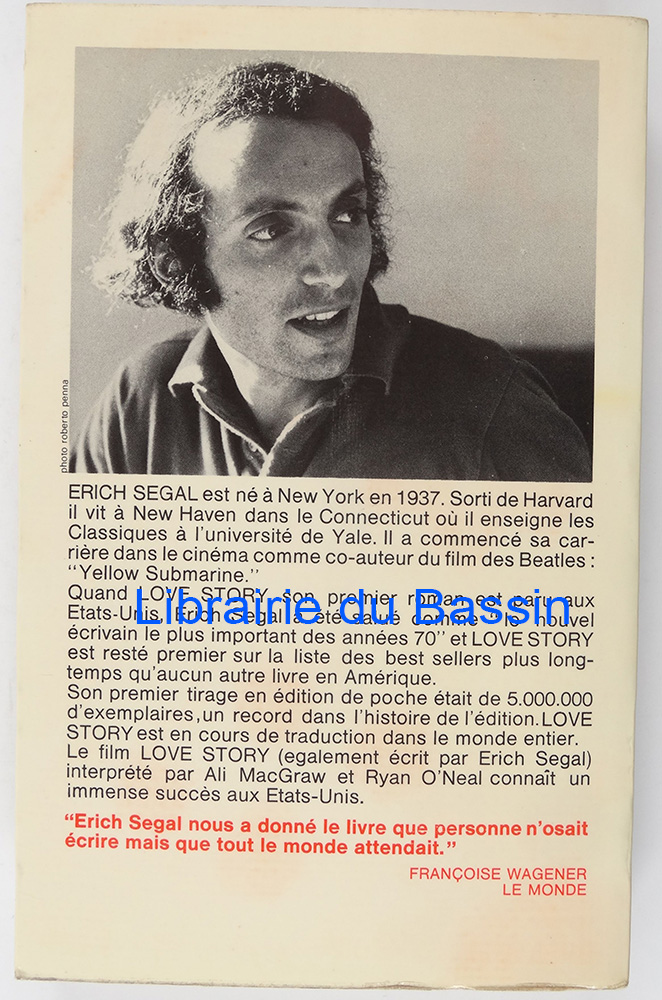 photo roberto penna
ERICH SEGAL est né à New York en 1937. Sorti de Harvard
il vit à New Haven dans le Connecticut où il enseigne les
Classiques à l'université de Yale. Il a commencé sa car-
rière dans le cinéma comme co-auteur du film des Beatles :
"Yellow Submarine."
Quand LOVE STORY, son premier roman est paru aux
Etats-Unis, Erich Segal a été salué comme "le nouvel
Librairie du Bassin
écrivain le plus important des années 70" et LOVE STORY
est resté premier sur la liste des best sellers plus long-
temps qu'aucun autre livre en Amérique.
Son premier tirage en édition de poche était de 5.000.000
d'exemplaires, un record dans l'histoire de l'édition. LOVE
STORY est en cours de traduction dans le monde entier.
Le film LOVE STORY (egalement écrit par Erich Segal)
interprété par Ali MacGraw et Ryan O'Neal connaît un
immense succès aux Etats-Unis.
"Erich Segal nous a donné le livre que personne n'osait
écrire mais que tout le monde attendait."
FRANÇOISE WAGENER
LE MONDE